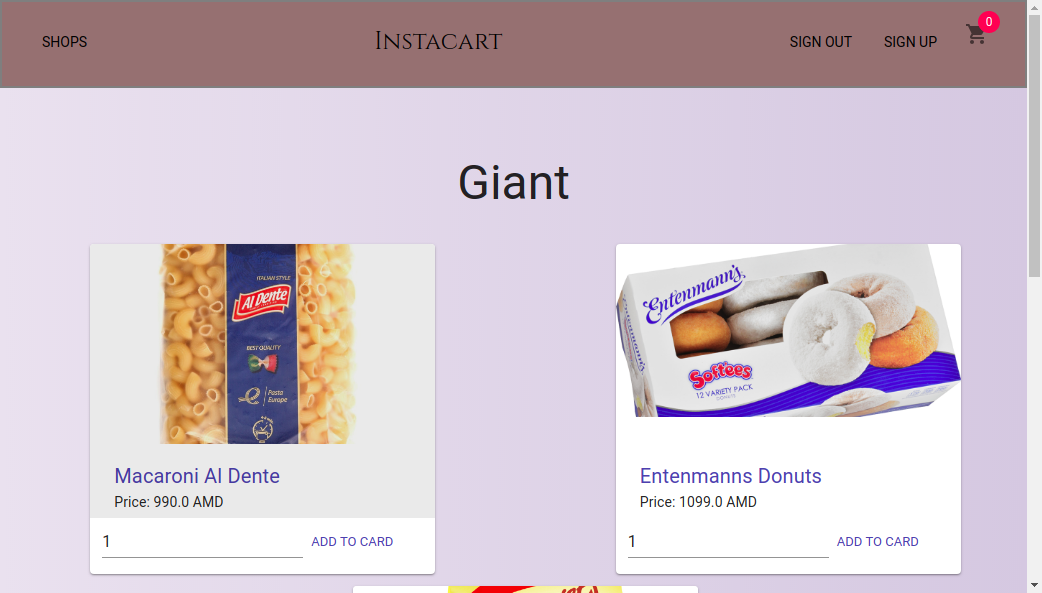 SHOPS
INSTACART
SIGN OUT
SIGN UP
0
Giant
ITALIAN STYLE
Al Dente
BEST QUALITY
Pasta
Europe
Entenmann's
Softees
12 VARIETY PACK
DONUTS
Macaroni Al Dente
Price: 990.0 AMD
1
ADD TO CARD
Entenmanns Donuts
Price: 1099.0 AMD
1
ADD TO CARD